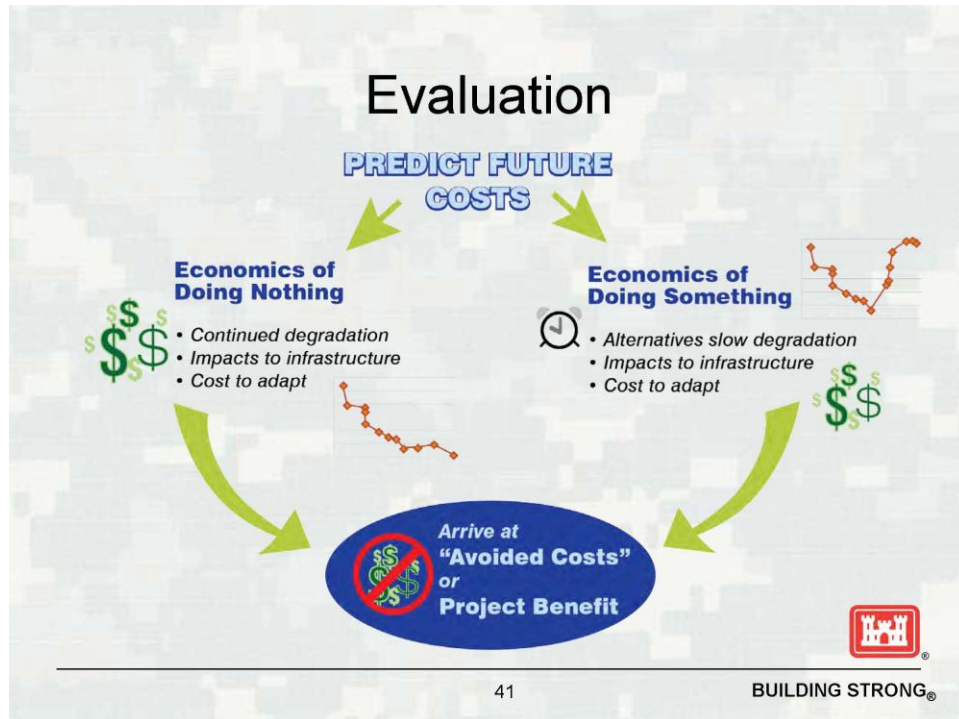 Evaluation
PREDICT FUTURE
COSTS
Economics of
Doing Nothing
• Continued degradation
• Impacts to infrastructure
• Cost to adapt
Economics of
Doing Something
• Alternatives slow degradation
• Impacts to infrastructure
• Cost to adapt
Arrive at
“Avoided Costs”
or
Project Benefit
41
BUILDING STRONG®